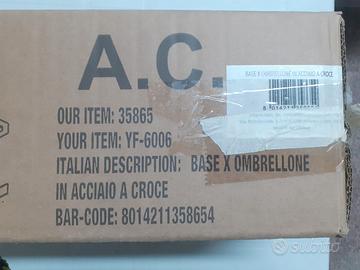 A.C.
OUR ITEM: 35865
YOUR ITEM: YF-6006
ITALIAN DESCRIPTION: BASE X OMBRELLONE
IN ACCIAIO A CROCE
BAR-CODE: 8014211358654
BASE X OMBRELLONE IN ACCIAIO A CROCE
subito